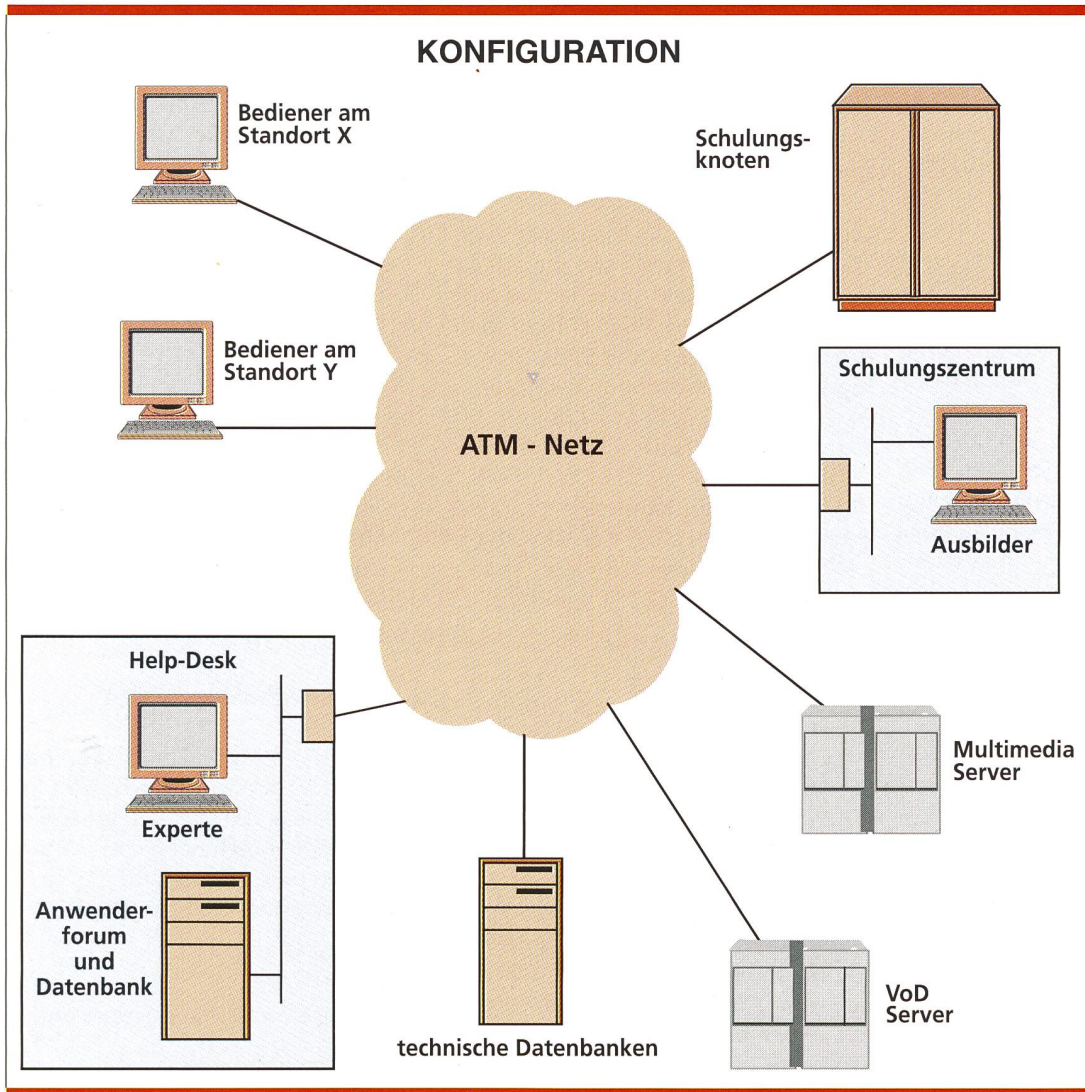 KONFIGURATION
Bediener am
Standort X
Schulungs-
knoten
Bediener am
Standort Y
Schulungszentrum
ATM - Netz
Ausbilder
Help-Desk
Experte
Multimedia
Server
Anwender-
forum
und
Datenbank
VoD
Server
technische Datenbanken